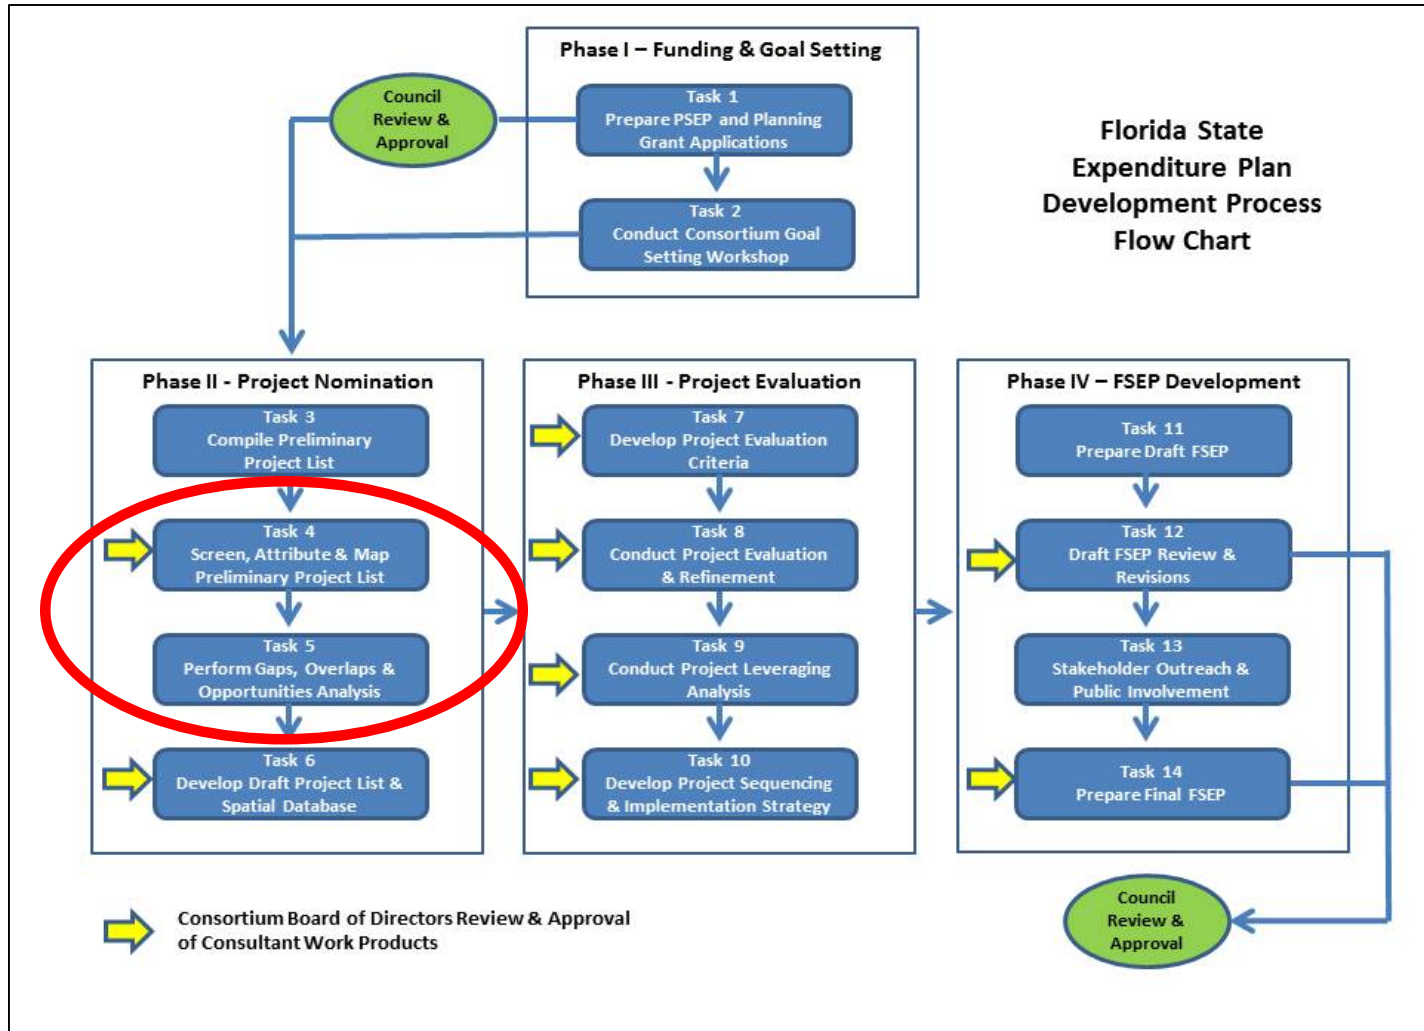 Phase I – Funding & Goal Setting
Council
Review &
Approval
Task 1
Prepare PSEP and Planning
Grant Applications
Task 2
Conduct Consortium Goal
Setting Workshop
Florida State
Expenditure Plan
Development Process
Flow Chart
Phase II - Project Nomination
Task 3
Compile Preliminary
Project List
Task 4
Screen, Attribute & Map
Preliminary Project List
Task 5
Perform Gaps, Overlaps &
Opportunities Analysis
Task 6
Develop Draft Project List &
Spatial Database
Phase III - Project Evaluation
Task 7
Develop Project Evaluation
Criteria
Task 8
Conduct Project Evaluation
& Refinement
Task 9
Conduct Project Leveraging
Analysis
Task 10
Develop Project Sequencing
& Implementation Strategy
Phase IV – FSEP Development
Task 11
Prepare Draft FSEP
Task 12
Draft FSEP Review &
Revisions
Task 13
Stakeholder Outreach &
Public Involvement
Task 14
Prepare Final FSEP
Consortium Board of Directors Review & Approval
of Consultant Work Products
Council
Review &
Approval